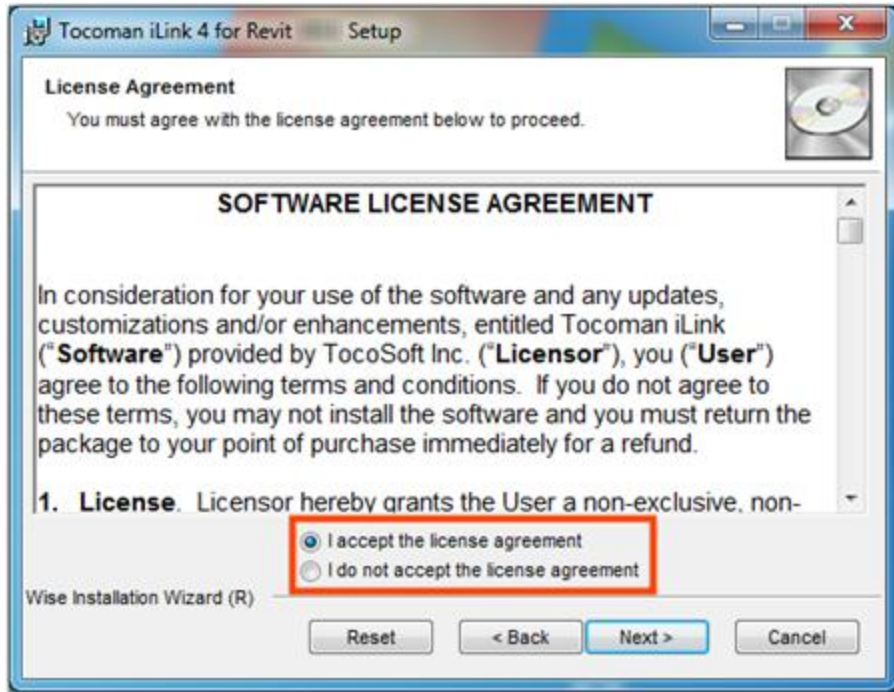 Tocoman iLink 4 for Revit Setup
License Agreement
You must agree with the license agreement below to proceed.
SOFTWARE LICENSE AGREEMENT
In consideration for your use of the software and any updates,
customizations and/or enhancements, entitled Tocoman iLink
("Software") provided by TocoSoft Inc. ("Licensor"), you ("User")
agree to the following terms and conditions.  If you do not agree to
these terms, you may not install the software and you must return the
package to your point of purchase immediately for a refund.
1. License.  Licensor hereby grants the User a non-exclusive, non-
I accept the license agreement
I do not accept the license agreement
Wise Installation Wizard (R)
Reset
< Back
Next >
Cancel